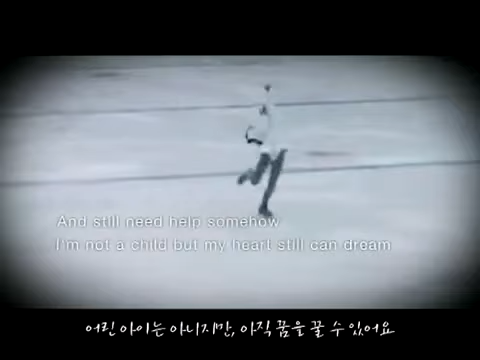 And still need help somehow
I'm not a child but my heart still can dream
어린 아이는 아니지만, 아직 꿈을 꿀 수 있어요